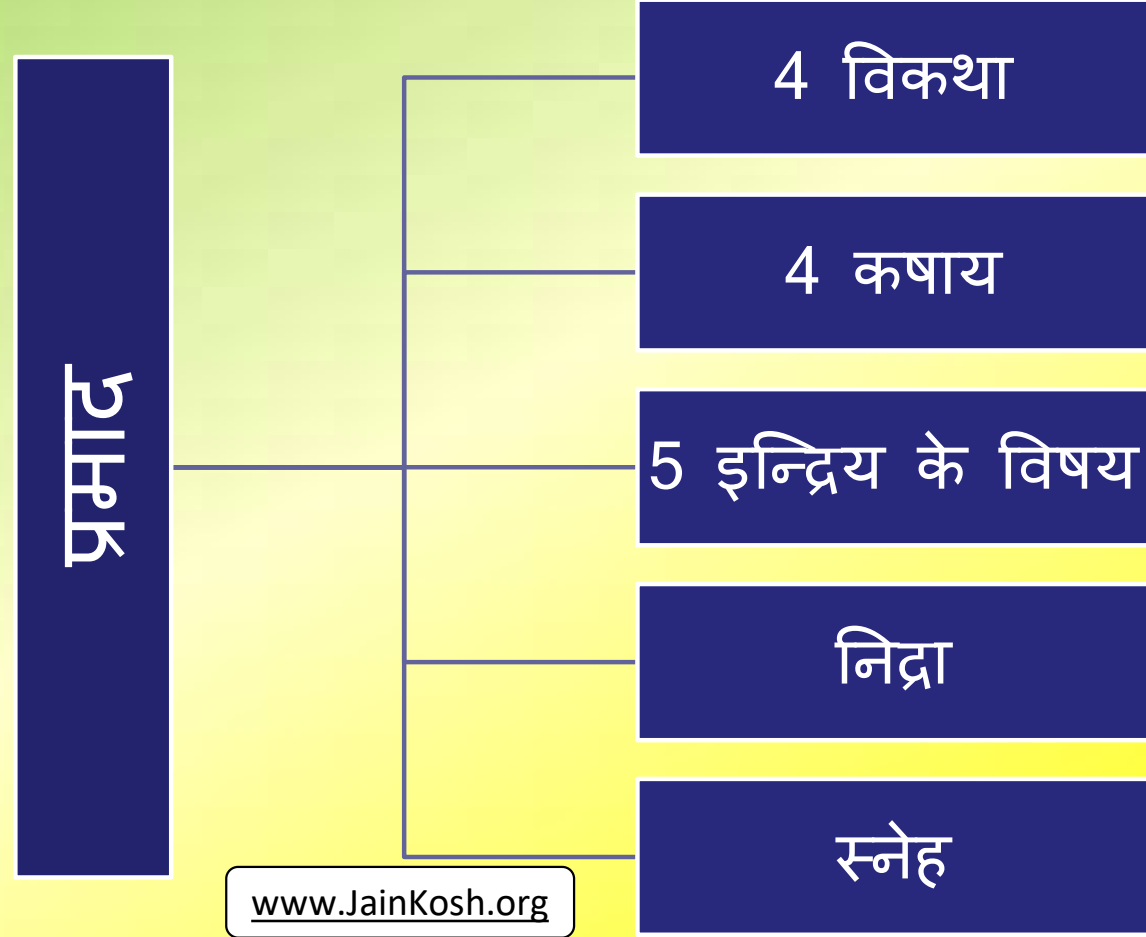 प्रमाद
4 विकथा
4 कषाय
5 इन्द्रिय के विषय
निद्रा
स्नेह
www.JainKosh.org